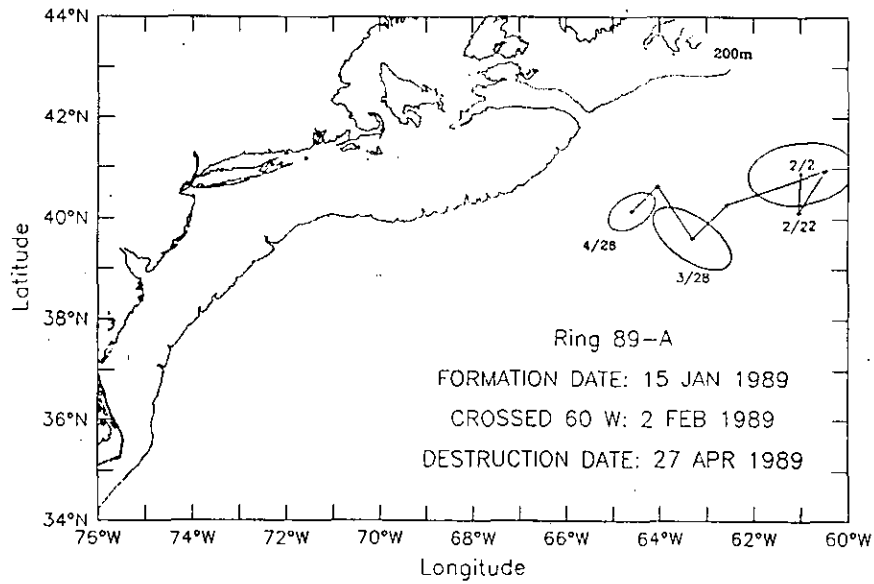 44°N
200m
42°N
2/2
40°N
2/22
4/28
3/28
Latitude
38°N
Ring 89-A
FORMATION DATE: 15 JAN 1989
36°N
CROSSED 60 W: 2 FEB 1989
DESTRUCTION DATE: 27 APR 1989
34°N
76°W 74°W 72°W 70°W 68°W 66°W 64°W 62°W 60°W
Longitude